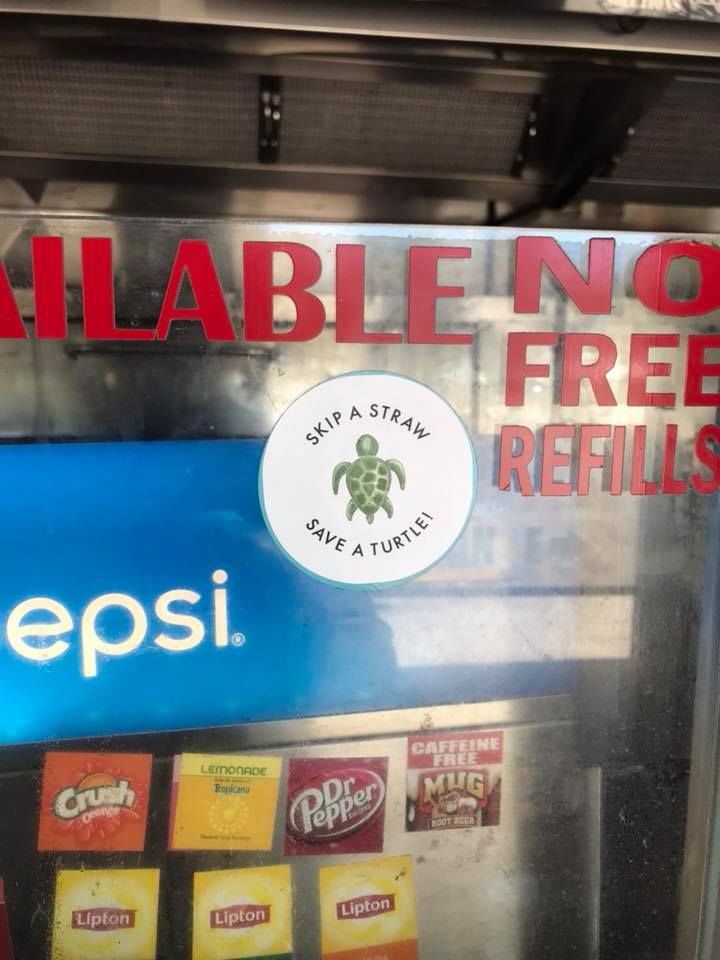 AILABLE NO
FREE
REFILLS
SKIP A STRAW
SAVE A TURTLE!
epsi®
Crush
Orange
LEMONADE
Tropicana
Dr
Pepper
CAFFEINE
FREE
MUG
ROOT BEER
Lipton
Lipton
Lipton